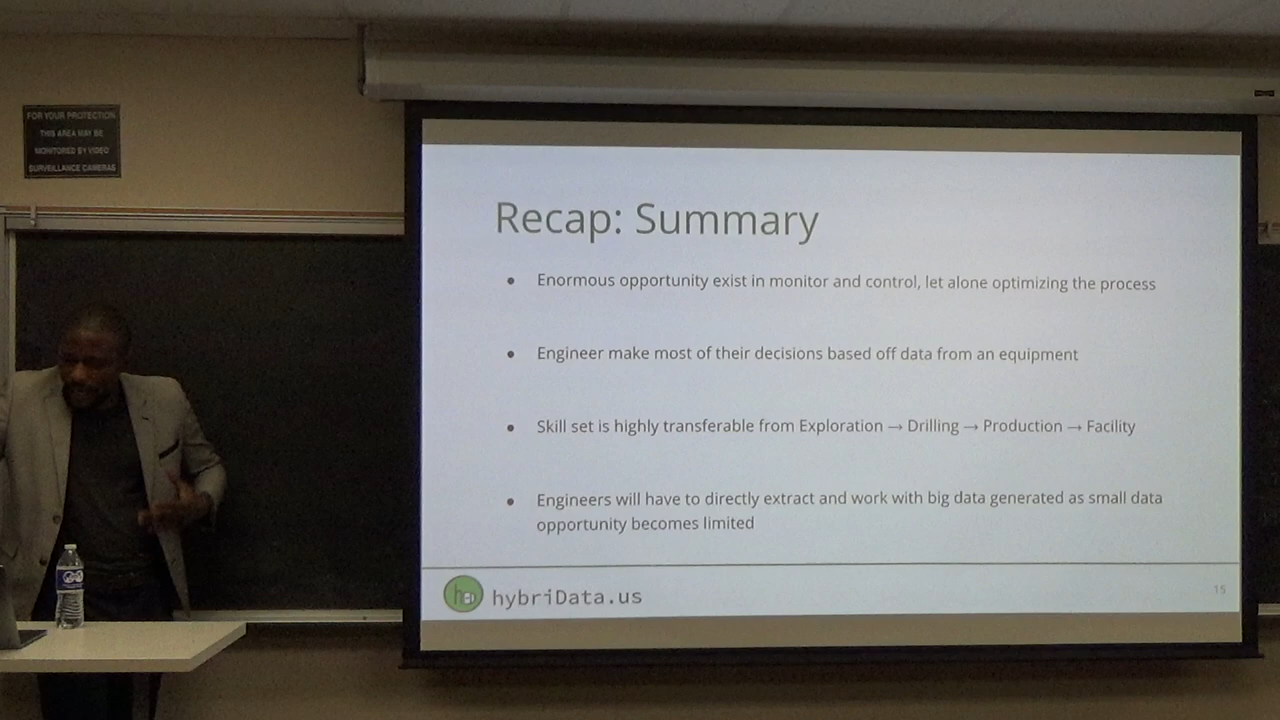 FOR YOUR PROTECTION
THIS AREA MAY BE
MONITORED BY VIDEO
SURVEILLANCE CAMERAS
Recap: Summary
● Enormous opportunity exist in monitor and control, let alone optimizing the process
● Engineer make most of their decisions based off data from an equipment
● Skill set is highly transferable from Exploration → Drilling → Production → Facility
● Engineers will have to directly extract and work with big data generated as small data
opportunity becomes limited
hybriData.us
15